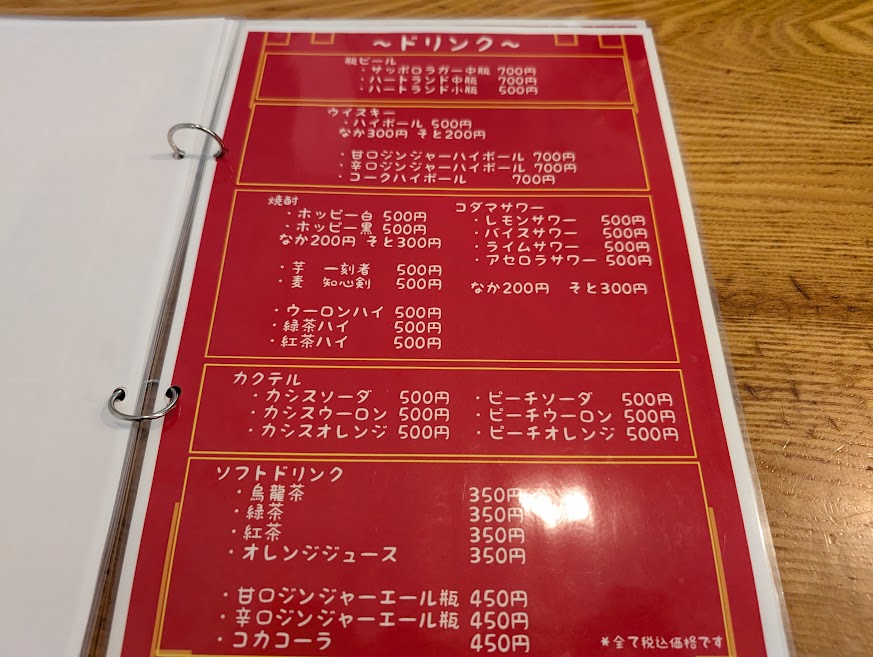 ～ドリンク～
瓶ビール
・サッポロラガー中瓶 700円
・ハートランド中瓶 700円
・ハートランド小瓶 500円
ウイスキー
・ハイボール 500円
なか300円 そと200円
・甘口ジンジャーハイボール 700円
・辛口ジンジャーハイボール 700円
・コークハイボール 700円
焼酎
・ホッピー白 500円
・ホッピー黒 500円
なか200円 そと300円
・芋 一刻者 500円
・麦 知心剣 500円
・ウーロンハイ 500円
・緑茶ハイ 500円
・紅茶ハイ 500円
コダマサワー
・レモンサワー 500円
・バイスサワー 500円
・ライムサワー 500円
・アセロラサワー 500円
なか200円 そと300円
カクテル
・カシスソーダ 500円
・カシスウーロン 500円
・カシスオレンジ 500円
・ピーチソーダ 500円
・ピーチウーロン 500円
・ピーチオレンジ 500円
ソフトドリンク
・烏龍茶 350円
・緑茶 350円
・紅茶 350円
・オレンジジュース 350円
・甘口ジンジャーエール瓶 450円
・辛口ジンジャーエール瓶 450円
・コカコーラ 450円
*全て税込価格です